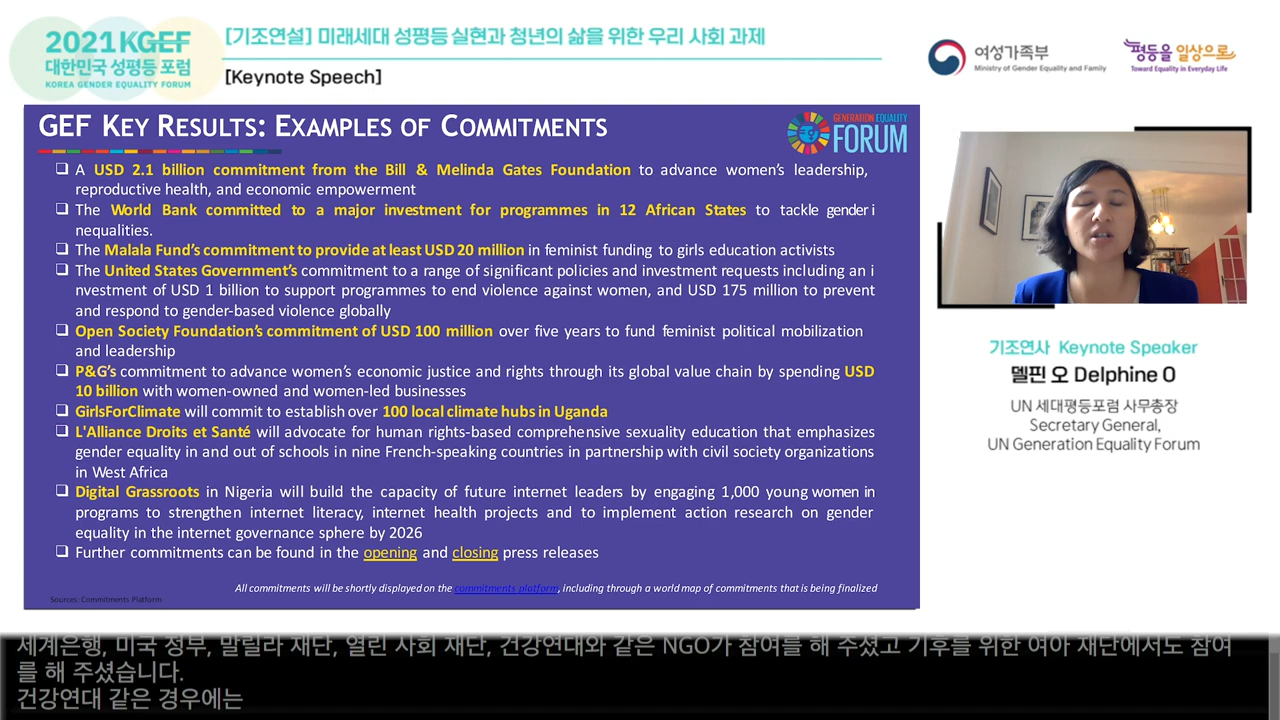 2021 KGEF
대한민국 성평등 포럼
KOREA GENDER EQUALITY FORUM
[기조연설] 미래세대 성평등 실현과 청년의 삶을 위한 우리 사회 과제
[Keynote Speech]
여성가족부
Ministry of Gender Equality and Family
평등을 일상으로
Toward Equality in Everyday Life
GEF KEY RESULTS: EXAMPLES OF COMMITMENTS
GENERATION EQUALITY
FORUM
A USD 2.1 billion commitment from the Bill & Melinda Gates Foundation to advance women's leadership,
reproductive health, and economic empowerment
The World Bank committed to a major investment for programmes in 12 African States to tackle gender i
nequalities.
The Malala Fund's commitment to provide at least USD 20 million in feminist funding to girls education activists
The United States Government's commitment to a range of significant policies and investment requests including an i
nvestment of USD 1 billion to support programmes to end violence against women, and USD 175 million to prevent
and respond to gender-based violence globally
Open Society Foundation's commitment of USD 100 million over five years to fund feminist political mobilization
and leadership
P&G's commitment to advance women's economic justice and rights through its global value chain by spending USD
10 billion with women-owned and women-led businesses
GirlsForClimate will commit to establish over 100 local climate hubs in Uganda
L'Alliance Droits et Santé will advocate for human rights-based comprehensive sexuality education that emphasizes
gender equality in and out of schools in nine French-speaking countries in partnership with civil society organizations
in West Africa
Digital Grassroots in Nigeria will build the capacity of future internet leaders by engaging 1,000 young women in
programs to strengthen internet literacy, internet health projects and to implement action research on gender
equality in the internet governance sphere by 2026
Further commitments can be found in the opening and closing press releases
All commitments will be shortly displayed on the commitments platform, including through a world map of commitments that is being finalized
Sources: Commitments Platform
기조연사 Keynote Speaker
델핀 오 Delphine O
UN 세대평등포럼 사무총장
Secretary General,
UN Generation Equality Forum
세계은행, 미국 정부, 말릴라 재단, 열린 사회 재단, 건강연대와 같은 NGO가 참여를 해 주셨고 기후를 위한 여아 재단에서도 참여
를 해 주셨습니다.
건강연대 같은 경우에는